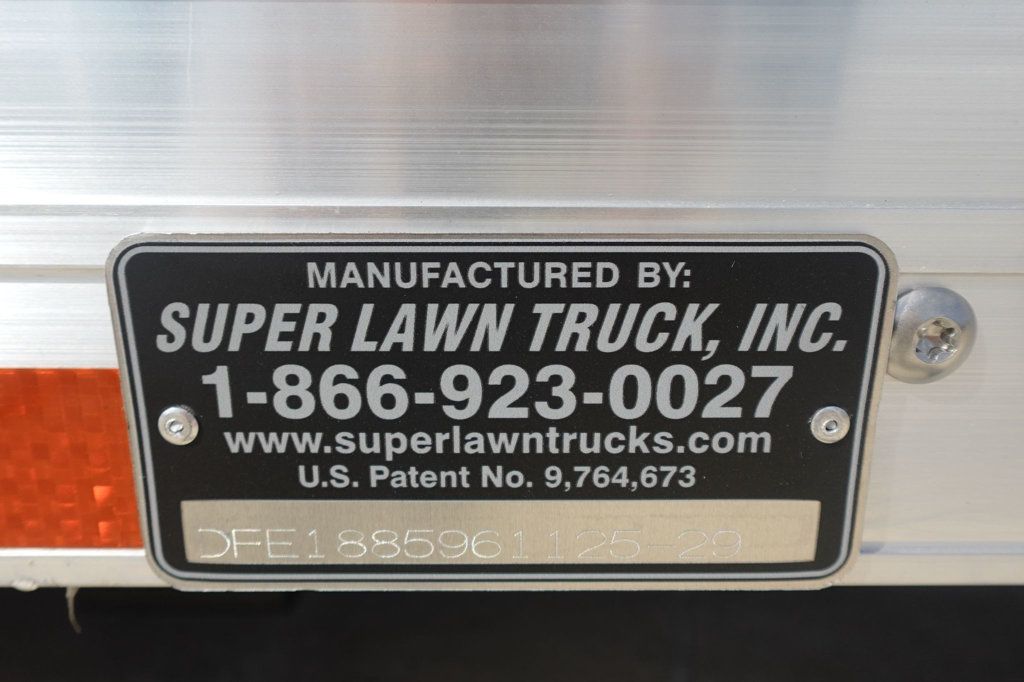 MANUFACTURED BY:
SUPER LAWN TRUCK, INC.
1-866-923-0027
www.superlawntrucks.com
U.S. Patent No. 9,764,673
DFE1885961125-29